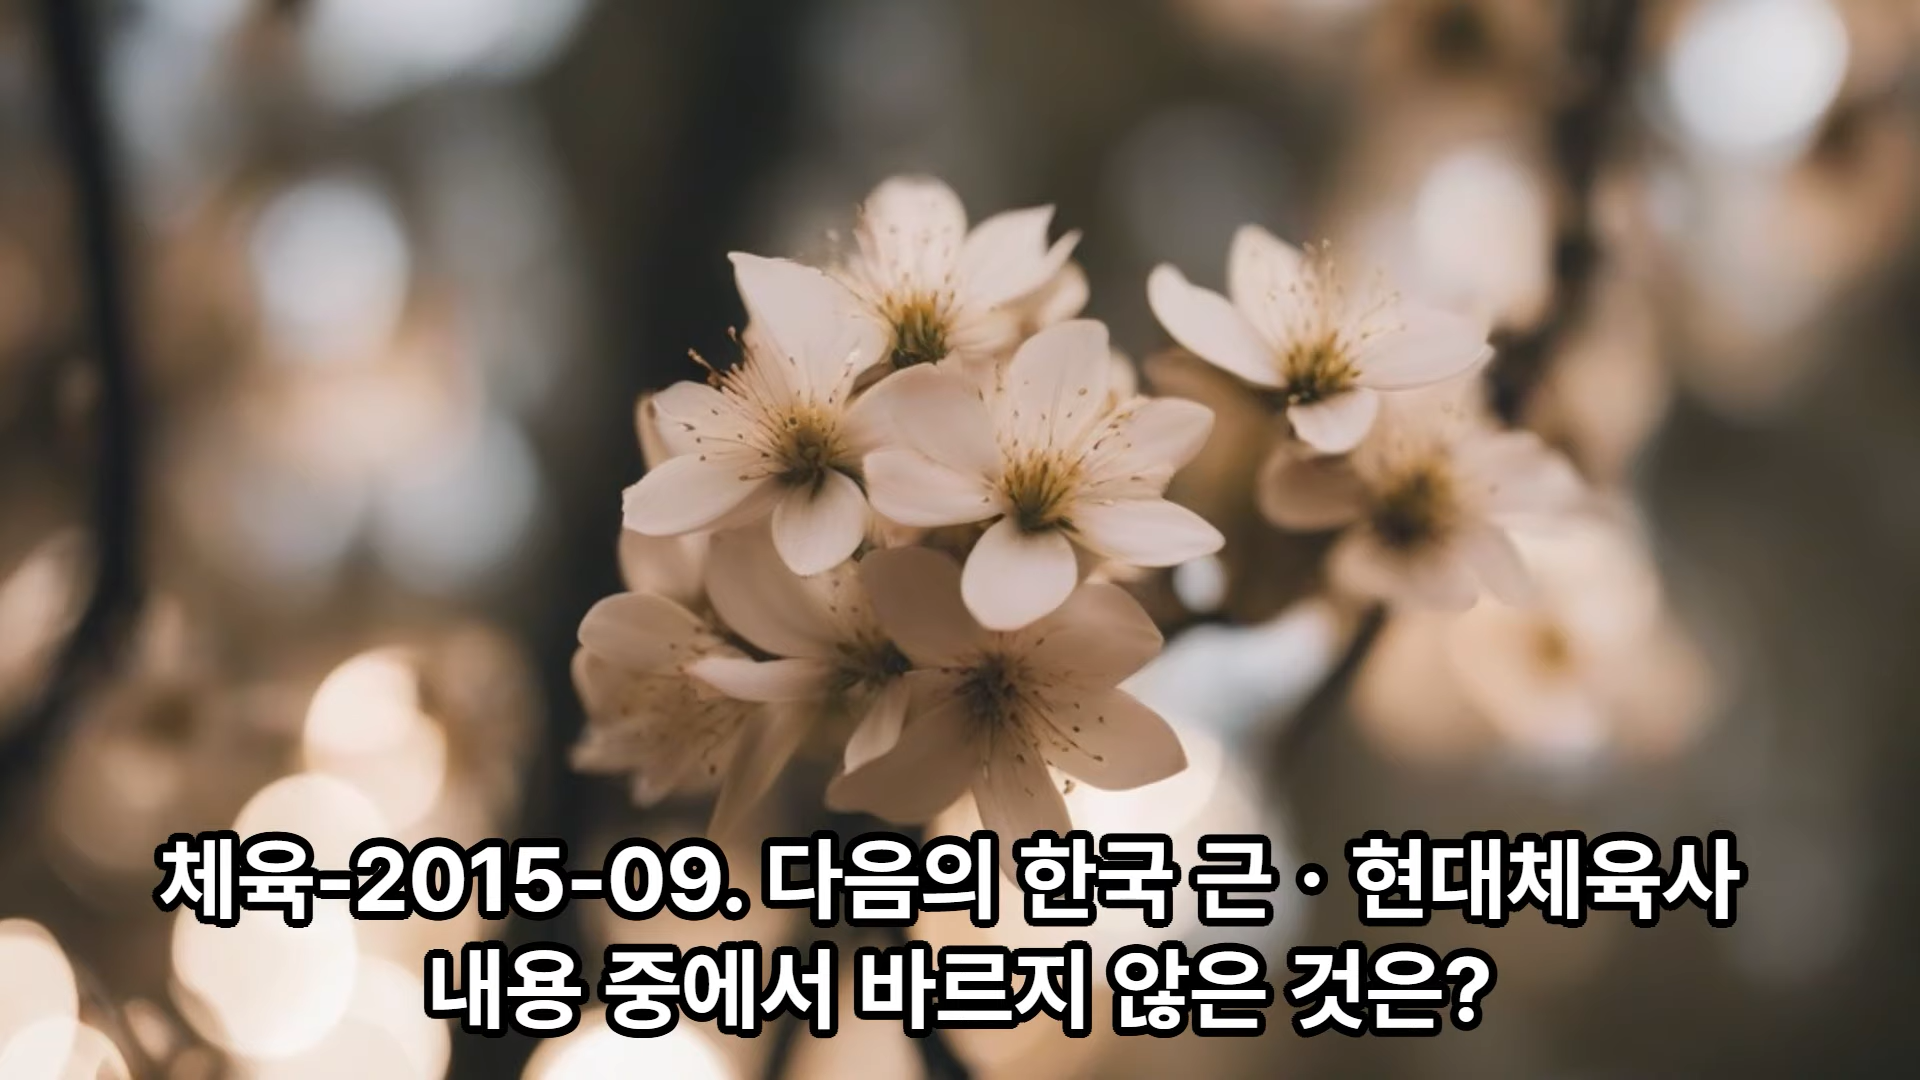 체육-2015-09. 다음의 한국 근 · 현대체육사
내용 중에서 바르지 않은 것은?